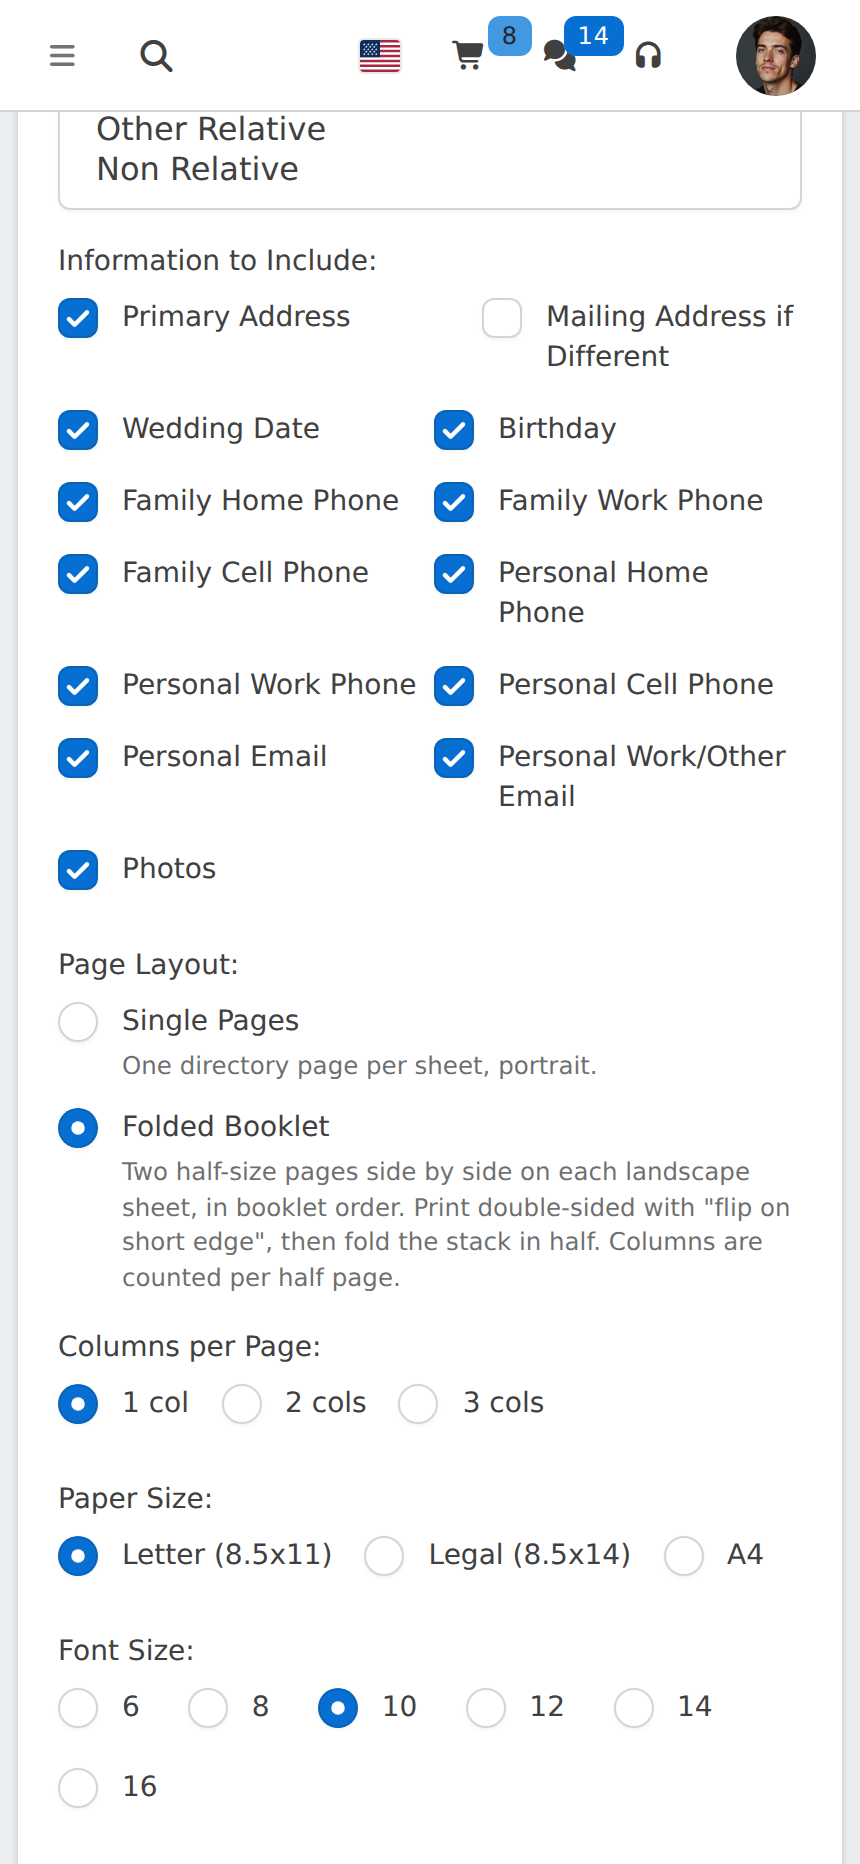 8
14
Other Relative
Non Relative
Information to Include:
Primary Address
Mailing Address if
Different
Wedding Date
Birthday
Family Home Phone
Family Work Phone
Family Cell Phone
Personal Home
Phone
Personal Work Phone
Personal Cell Phone
Personal Email
Personal Work/Other
Email
Photos
Page Layout:
Single Pages
One directory page per sheet, portrait.
Folded Booklet
Two half-size pages side by side on each landscape
sheet, in booklet order. Print double-sided with "flip on
short edge", then fold the stack in half. Columns are
counted per half page.
Columns per Page:
1 col 2 cols 3 cols
Paper Size:
Letter (8.5x11) Legal (8.5x14) A4
Font Size:
6 8 10 12 14
16